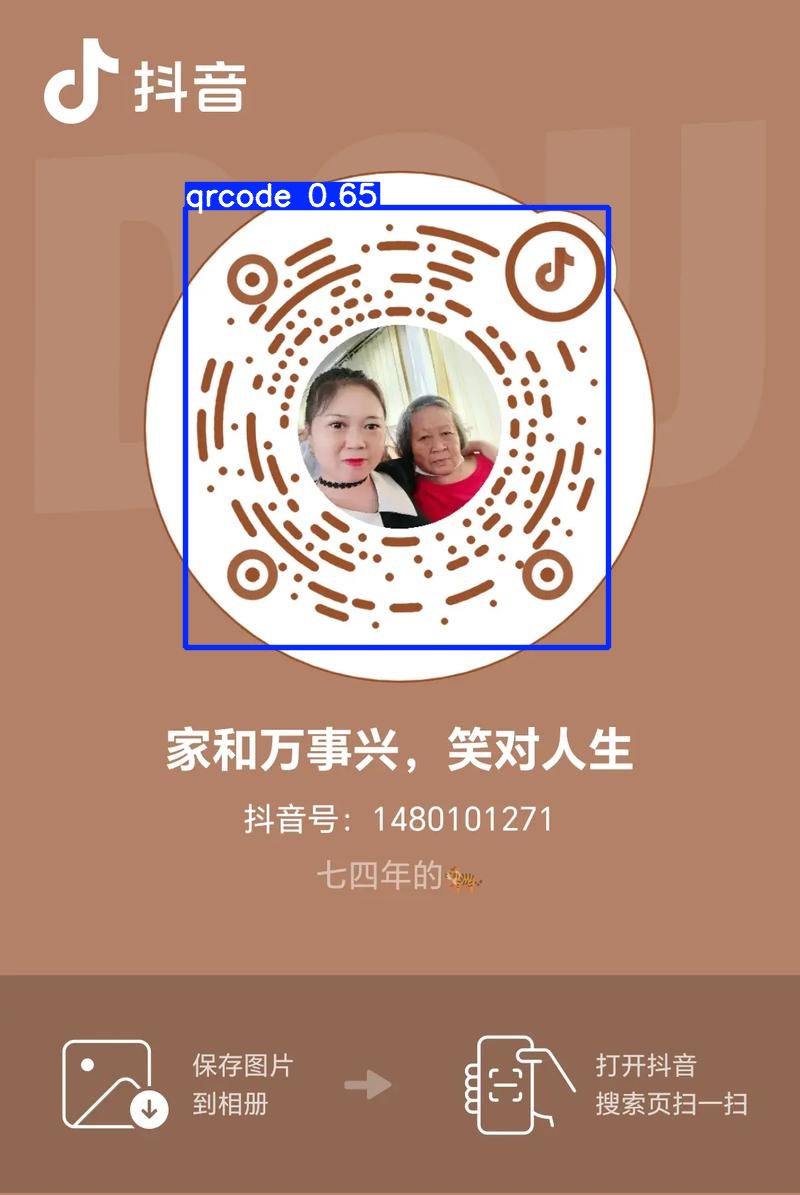 抖音
DOU
qrcode 0.65
家和万事兴，笑对人生
抖音号：1480101271
七四年的🐅
保存图片
到相册
打开抖音
搜索页扫一扫